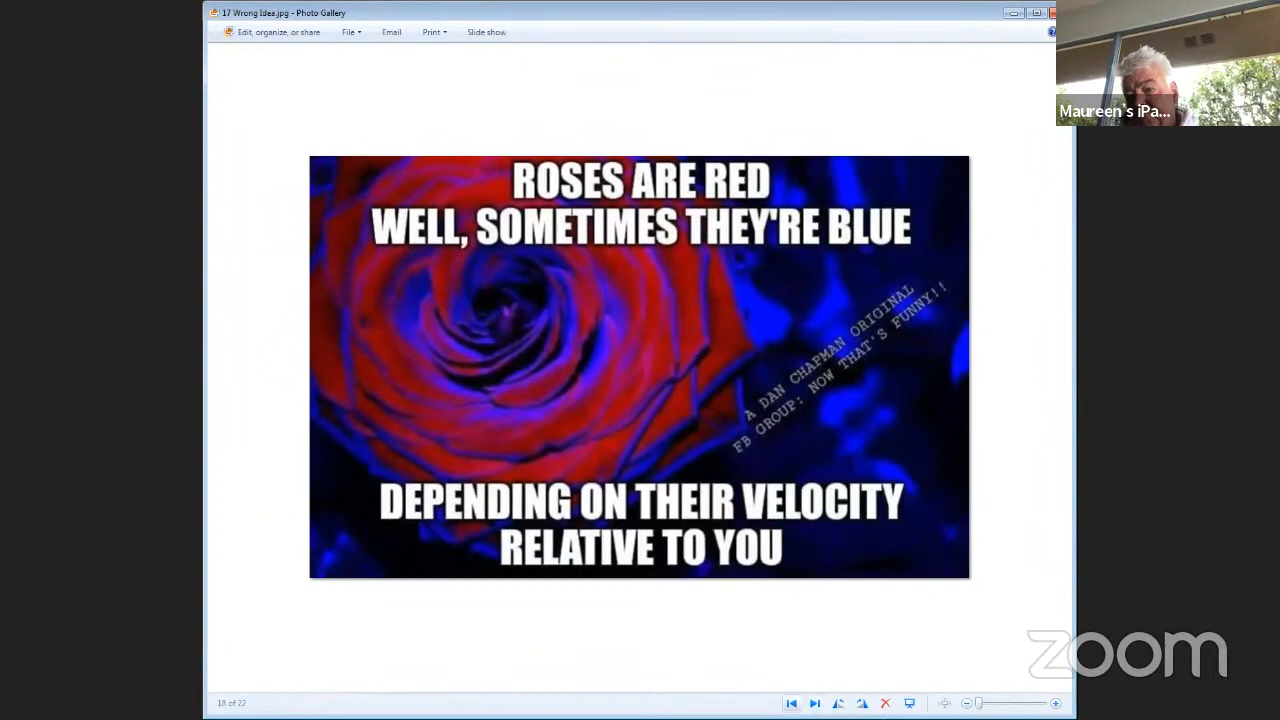 17 Wrong Idea.jpg - Photo Gallery
Edit, organize, or share File Email Print Slide show
Maureen's iPa...
ROSES ARE RED
WELL, SOMETIMES THEY'RE BLUE
A DAN CHAPMAN ORIGINAL
FB GROUP: NOW THAT'S FUNNY!!
DEPENDING ON THEIR VELOCITY
RELATIVE TO YOU
zoom
18 of 22